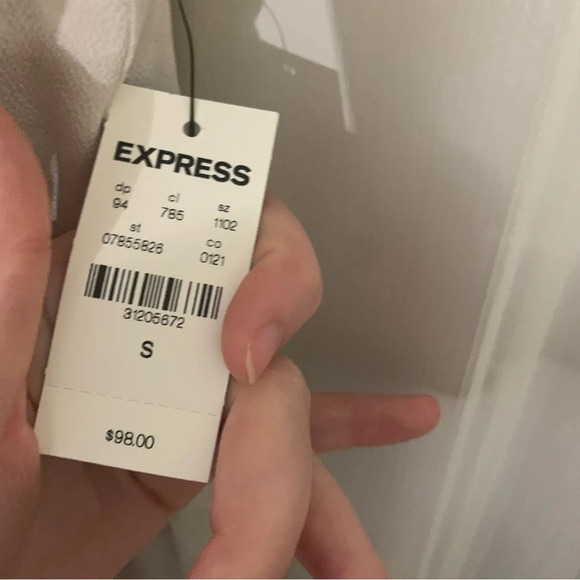 EXPRESS
dp cl sz
94 785 1102
st co
07855826 0121
31205672
S
$98.00